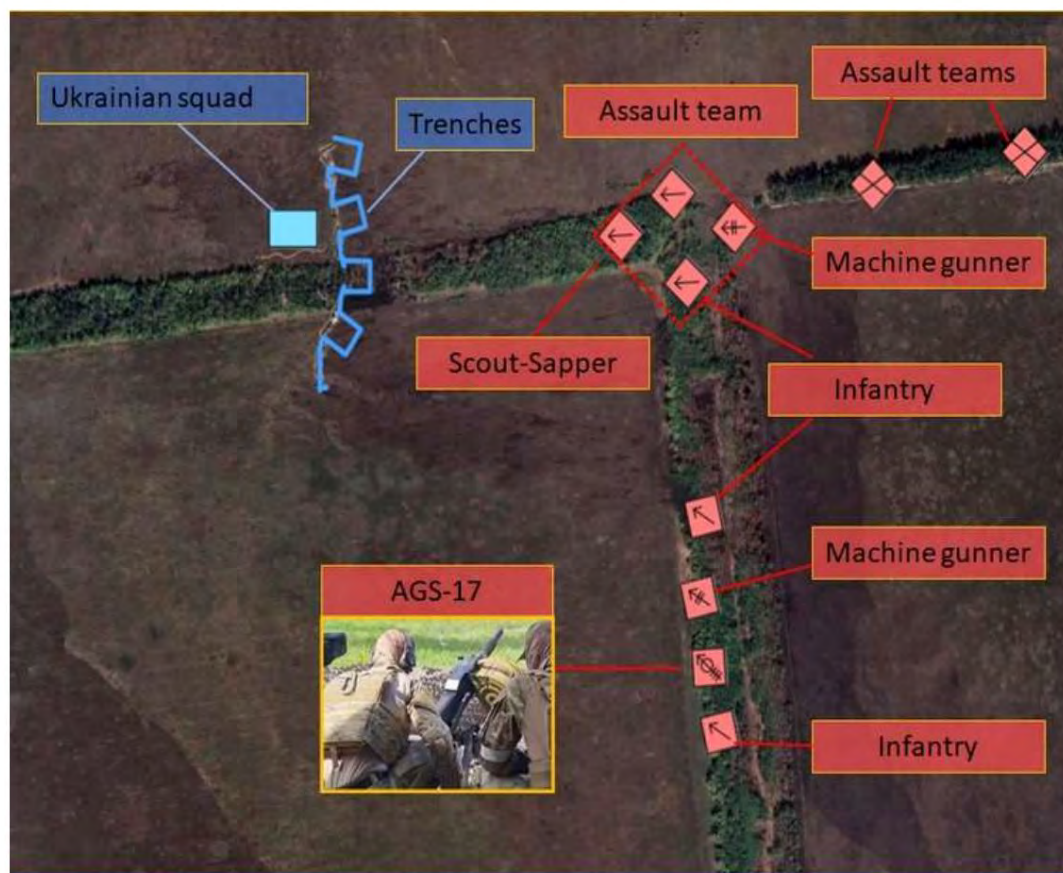 Assault teams
Ukrainian squad
Assault team
Trenches
Machine gunner
Scout-Sapper
Infantry
Machine gunner
AGS-17
Infantry